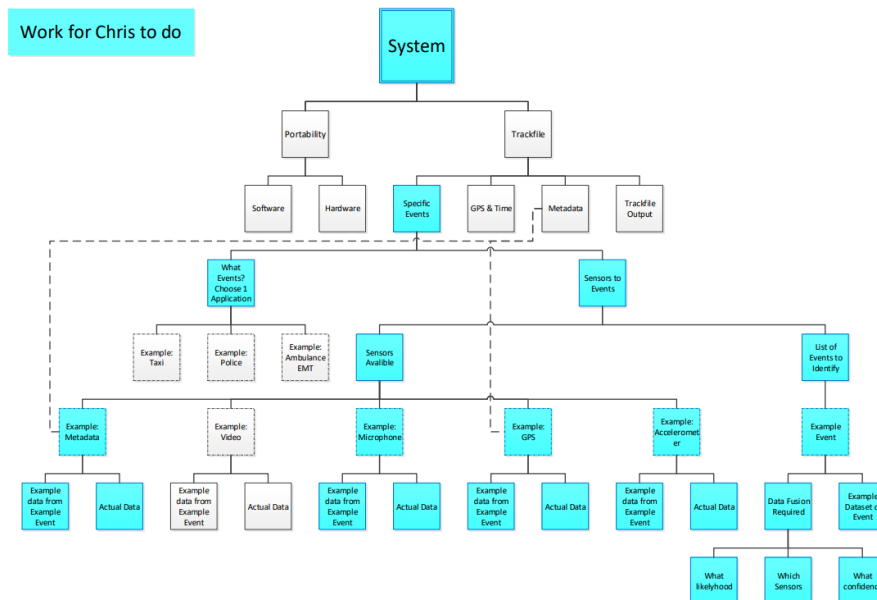 Work for Chris to do
System
Portability
Trackfile
Software
Hardware
Specific
Events
GPS & Time
Metadata
Trackfile
Output
What
Events?
Choose 1
Application
Sensors to
Events
Example:
Taxi
Example:
Police
Example:
Ambulance
EMT
Sensors
Avalible
List of
Events to
Identify
Example:
Metadata
Example:
Video
Example:
Microphone
Example:
GPS
Example:
Acceleromet
er
Example
Event
Example
data from
Example
Event
Actual Data
Example
data from
Example
Event
Actual Data
Example
data from
Example
Event
Actual Data
Example
data from
Example
Event
Actual Data
Example
data from
Example
Event
Actual Data
Data Fusion
Required
Example
Dataset o
Event
What
likelyhood
Which
Sensors
What
confidenc